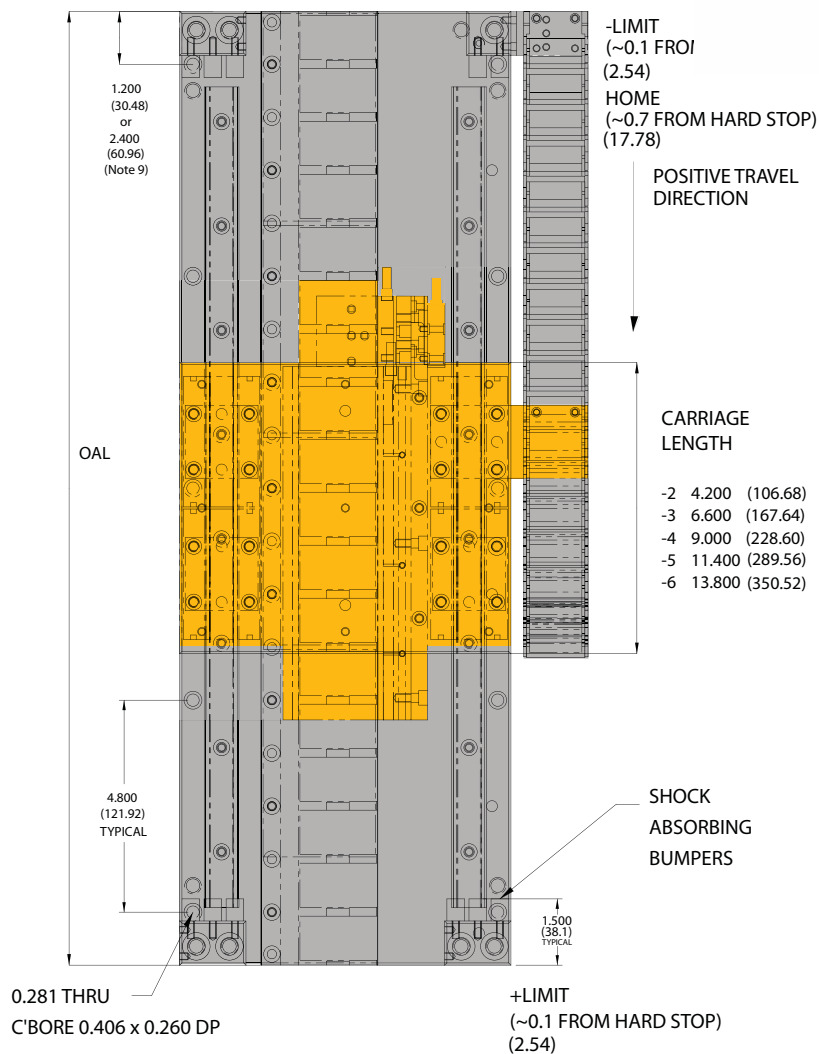 -LIMIT
(~0.1
(2.54)
HOME
(~0.7 FROM HARD STOP)
(17.78)
1.200
(30.48)
or
2.400
(60.96)
(Note 9)
POSITIVE TRAVEL
DIRECTION
OAL
CARRIAGE
LENGTH
-2 4.200 (106.68)
-3 6.600 (167.64)
-4 9.000 (228.60)
-5 11.400 (289.56)
-6 13.800 (350.52)
4.800
(121.92)
TYPICAL
SHOCK
ABSORBING
BUMPERS
1.500
(38.1)
TYPICAL
0.281 THRU
C'BORE 0.406 x 0.260 DP
+LIMIT
(~0.1 FROM HARD STOP)
(2.54)